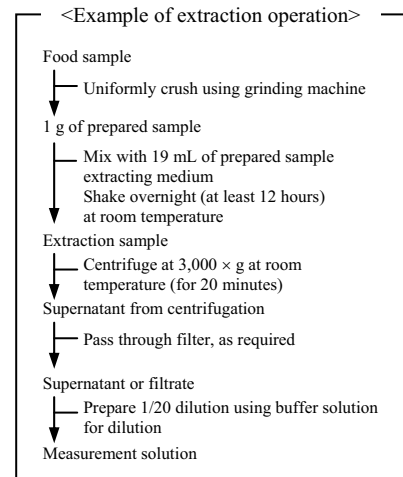 <Example of extraction operation>
Food sample
Uniformly crush using grinding machine
1 g of prepared sample
Mix with 19 mL of prepared sample
extracting medium
Shake overnight (at least 12 hours)
at room temperature
Extraction sample
Centrifuge at 3,000 × g at room
temperature (for 20 minutes)
Supernatant from centrifugation
Pass through filter, as required
Supernatant or filtrate
Prepare 1/20 dilution using buffer solution
for dilution
Measurement solution